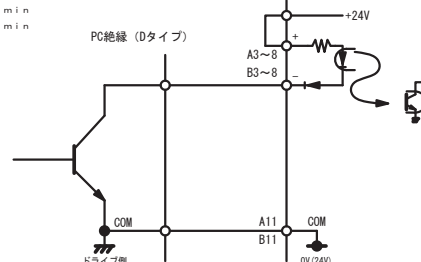 min
min
+24V
PC絶縁（Dタイプ）
+
A3～8
B3～8
−
COM
A11
COM
B11
ドライブ側
0V(24V)